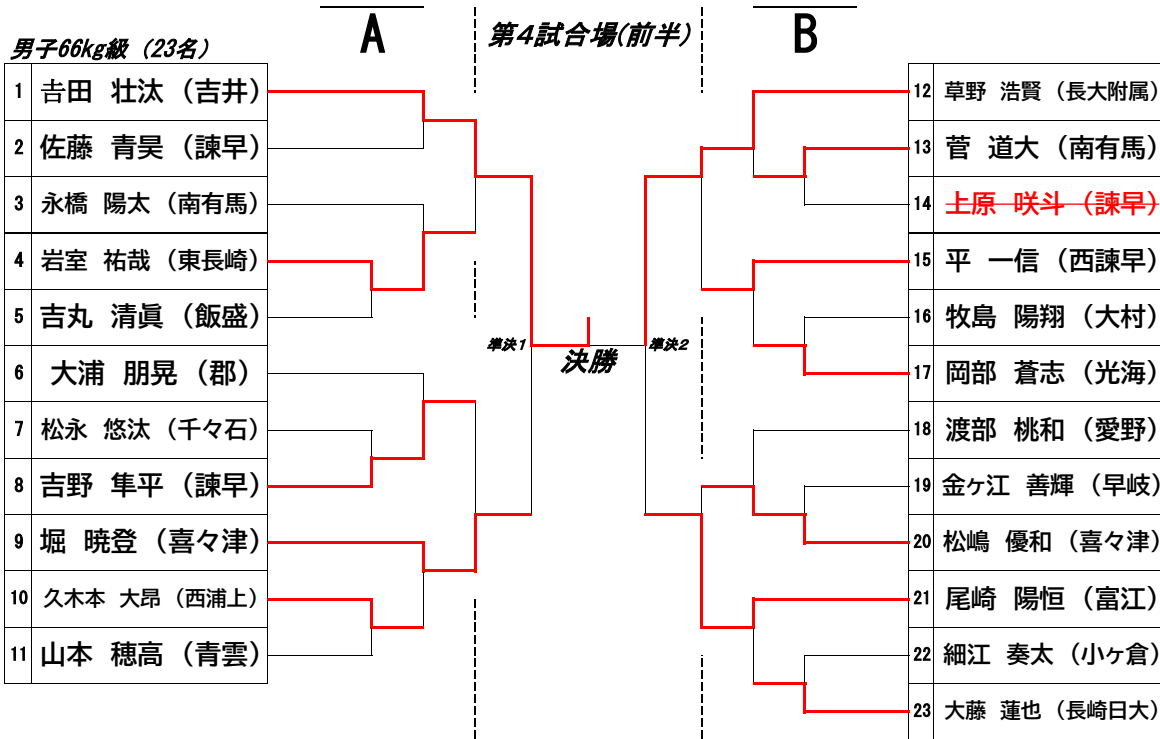 A 第4試合場(前半) B
男子66kg級（23名）
1 吉田 壮汰（吉井）
2 佐藤 青昊（諫早）
3 永橋 陽太（南有馬）
4 岩室 祐哉（東長崎）
5 吉丸 清眞（飯盛）
6 大浦 朋晃（郡）
7 松永 悠汰（千々石）
8 吉野 隼平（諫早）
9 堀 暁登（喜々津）
10 久木本 大昂（西浦上）
11 山本 穂高（青雲）
準決1
決勝
準決2
12 草野 浩賢（長大附属）
13 菅 道大（南有馬）
14 上原 咲斗（諫早）
15 平 一信（西諫早）
16 牧島 陽翔（大村）
17 岡部 蒼志（光海）
18 渡部 桃和（愛野）
19 金ヶ江 善輝（早岐）
20 松嶋 優和（喜々津）
21 尾崎 陽恒（富江）
22 細江 奏太（小ヶ倉）
23 大藤 蓮也（長崎日大）